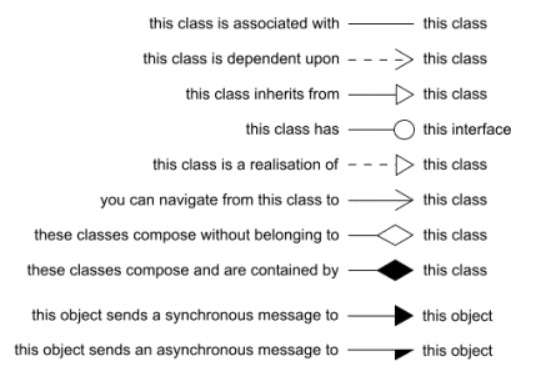 this class is associated with this class
this class is dependent upon this class
this class inherits from this class
this class has this interface
this class is a realisation of this class
you can navigate from this class to this class
these classes compose without belonging to this class
these classes compose and are contained by this class
this object sends a synchronous message to this object
this object sends an asynchronous message to this object